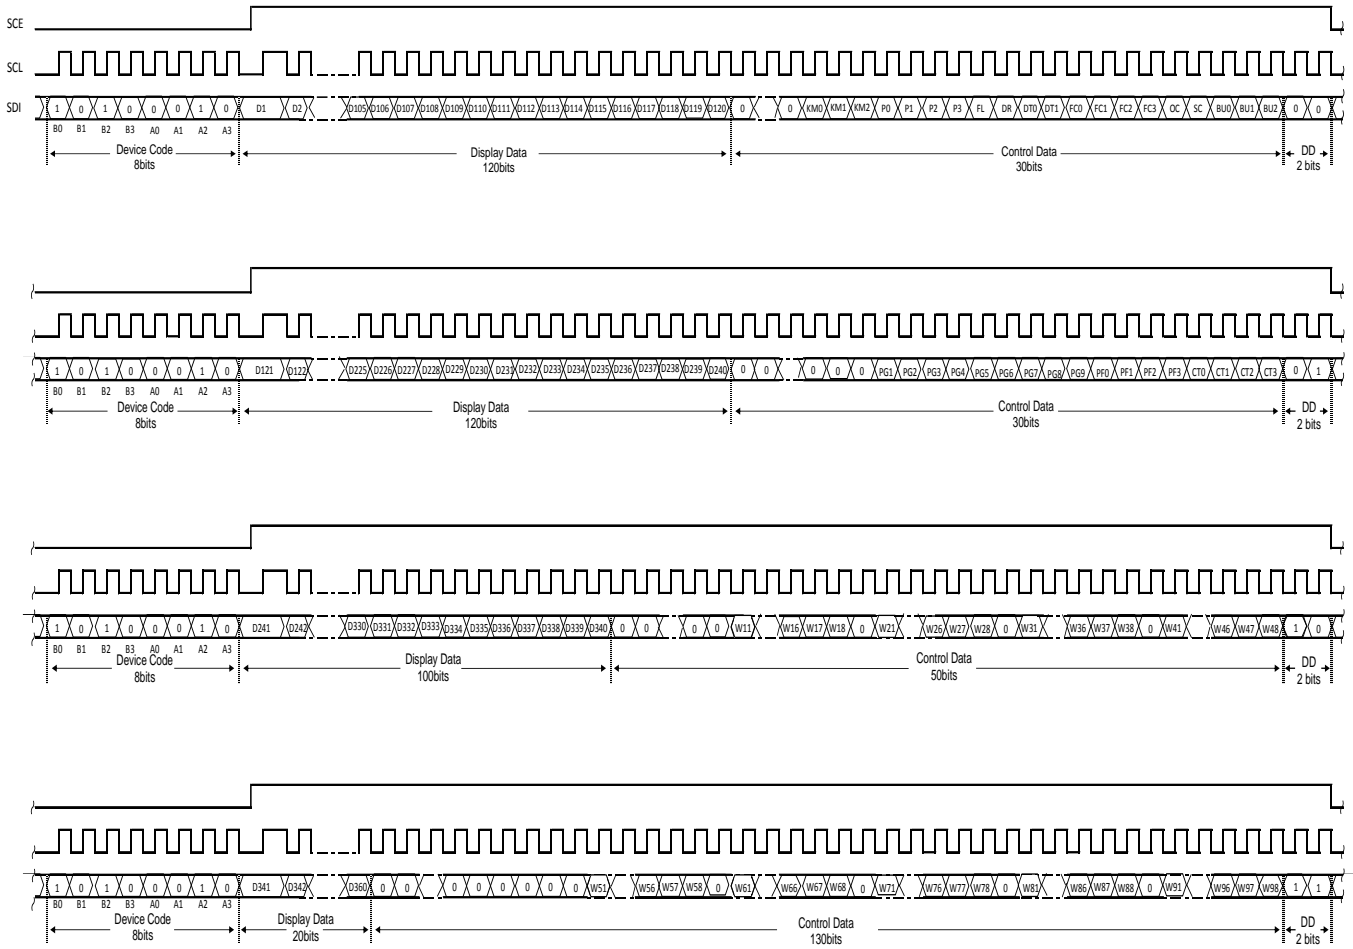 SCE
SCL
SDI 1 0 1 0 0 0 1 0 D1 D2 D105 D106 D107 D108 D109 D110 D111 D112 D113 D114 D115 D116 D117 D118 D119 D120 0 0 KM0 KM1 KM2 P0 P1 P2 P3 FL DR DT0 DT1 FC0 FC1 FC2 FC3 OC SC BU0 BU1 BU2 0 0
B0 B1 B2 B3 A0 A1 A2 A3
Device Code Display Data Control Data DD
8bits 120bits 30bits 2 bits
1 0 1 0 0 0 1 0 D121 D122 D225 D226 D227 D228 D229 D230 D231 D232 D233 D234 D235 D236 D237 D238 D239 D240 0 0 0 0 0 PG1 PG2 PG3 PG4 PG5 PG6 PG7 PG8 PG9 PF0 PF1 PF2 PF3 CT0 CT1 CT2 CT3 0 1
B0 B1 B2 B3 A0 A1 A2 A3
Device Code Display Data Control Data DD
8bits 120bits 30bits 2 bits
1 0 1 0 0 0 1 0 D241 D242 D330 D331 D332 D333 D334 D335 D336 D337 D338 D339 D340 0 0 0 0 W11 W16 W17 W18 0 W21 W26 W27 W28 0 W31 W36 W37 W38 0 W41 W46 W47 W48 1 0
B0 B1 B2 B3 A0 A1 A2 A3
Device Code Display Data Control Data DD
8bits 100bits 50bits 2 bits
1 0 1 0 0 0 1 0 D341 D342 D360 0 0 0 0 0 0 0 0 W51 W56 W57 W58 0 W61 W66 W67 W68 0 W71 W76 W77 W78 0 W81 W86 W87 W88 0 W91 W96 W97 W98 1 1
B0 B1 B2 B3 A0 A1 A2 A3
Device Code Display Data Control Data DD
8bits 20bits 130bits 2 bits